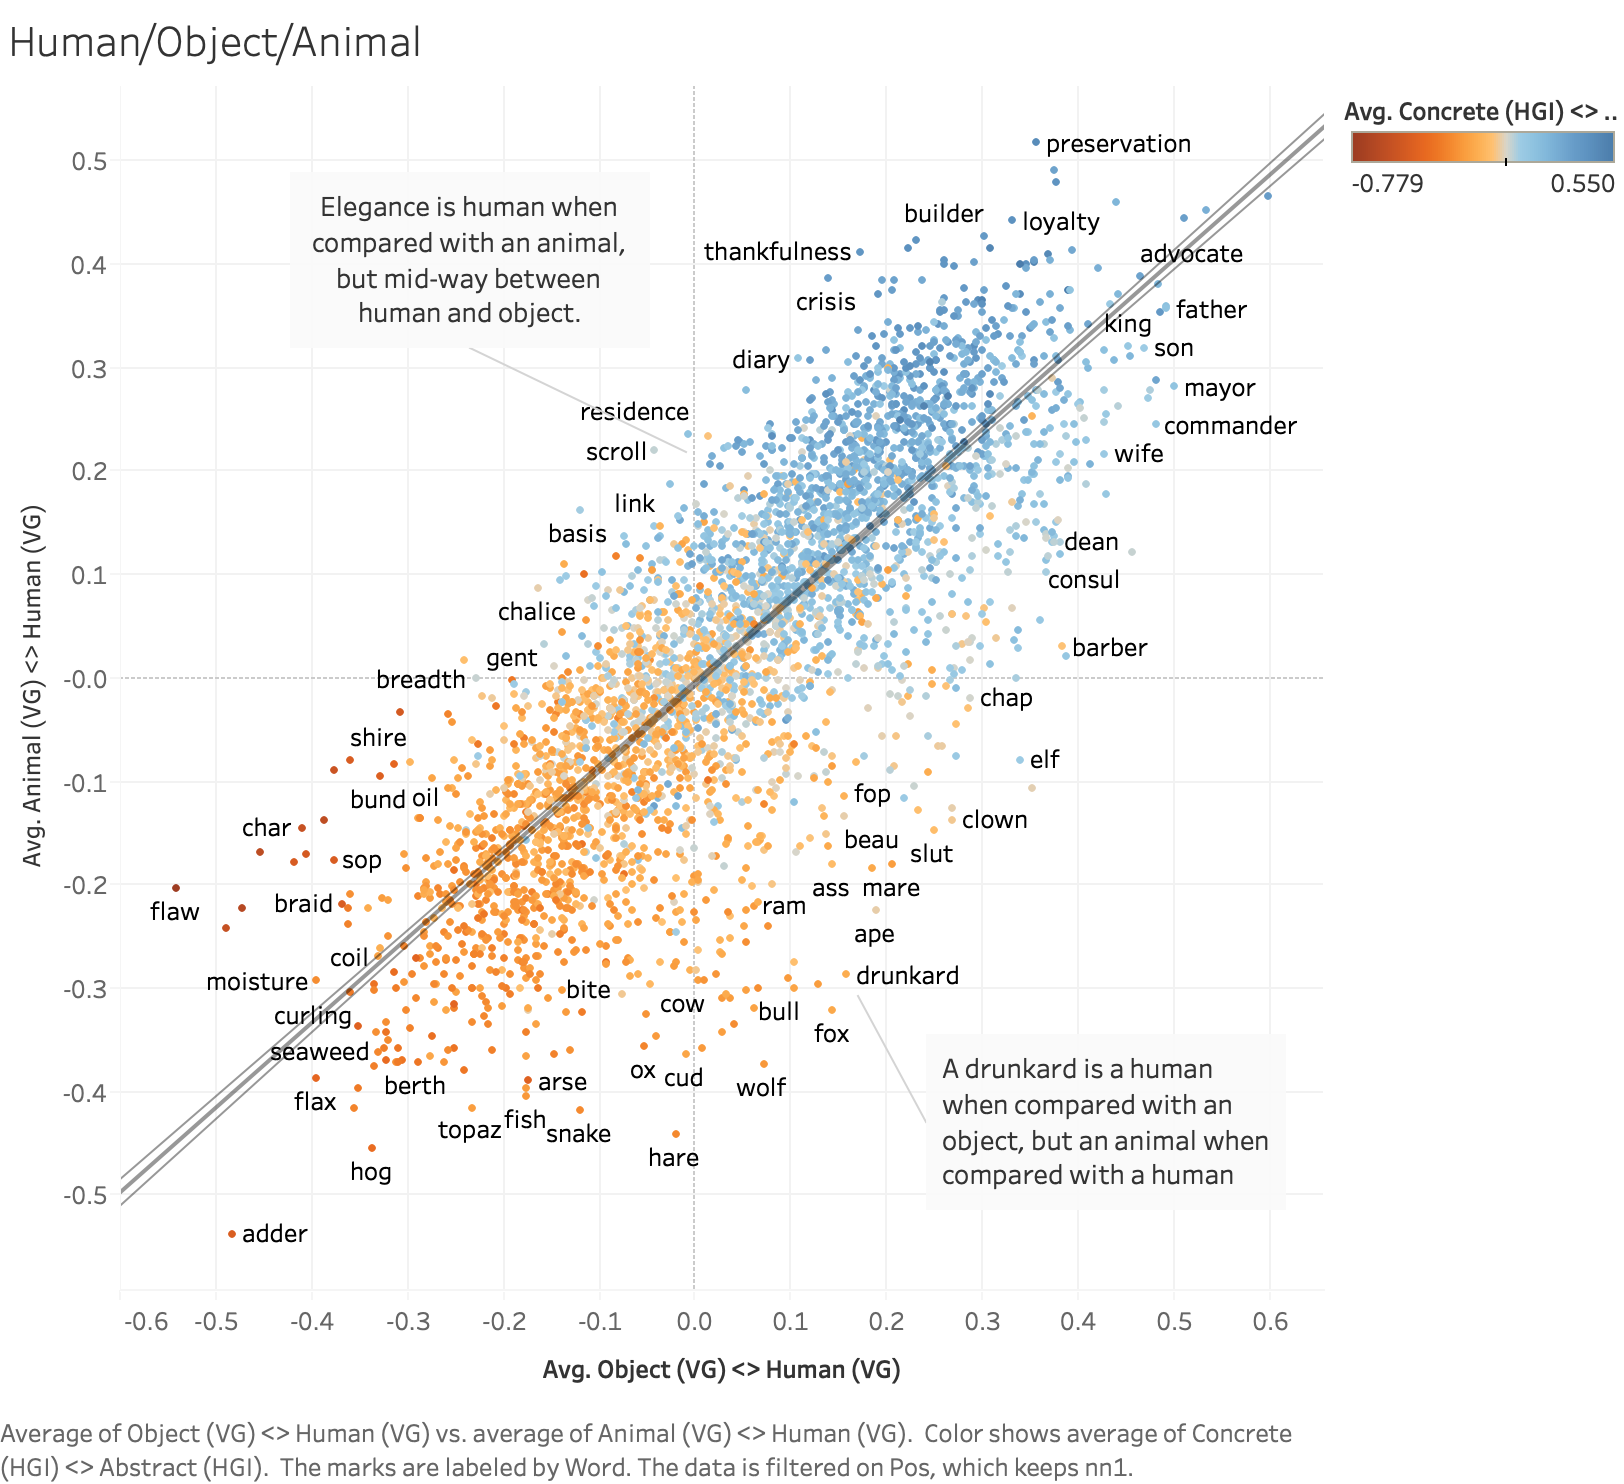 Human/Object/Animal
Avg. Concrete (HGI) <> ..
-0.779 0.550
Elegance is human when
compared with an animal,
but mid-way between
human and object.
preservation
builder
loyalty
thankfulness
advocate
crisis
father
king
son
diary
mayor
residence
commander
scroll
wife
link
basis
dean
consul
chalice
barber
gent
breadth
chap
shire
elf
bund
oil
fop
char
clown
beau
sop
slut
ass
mare
braid
ram
flaw
ape
coil
drunkard
moisture
bite
cow
bull
curling
fox
seaweed
ox
cud
berth
arse
wolf
flax
fish
topaz
snake
hare
hog
adder
A drunkard is a human
when compared with an
object, but an animal when
compared with a human
Avg. Animal (VG) <> Human (VG)
0.5
0.4
0.3
0.2
0.1
-0.0
-0.1
-0.2
-0.3
-0.4
-0.5
-0.6 -0.5 -0.4 -0.3 -0.2 -0.1 0.0 0.1 0.2 0.3 0.4 0.5 0.6
Avg. Object (VG) <> Human (VG)
Average of Object (VG) <> Human (VG) vs. average of Animal (VG) <> Human (VG).  Color shows average of Concrete
(HGI) <> Abstract (HGI).  The marks are labeled by Word. The data is filtered on Pos, which keeps nn1.